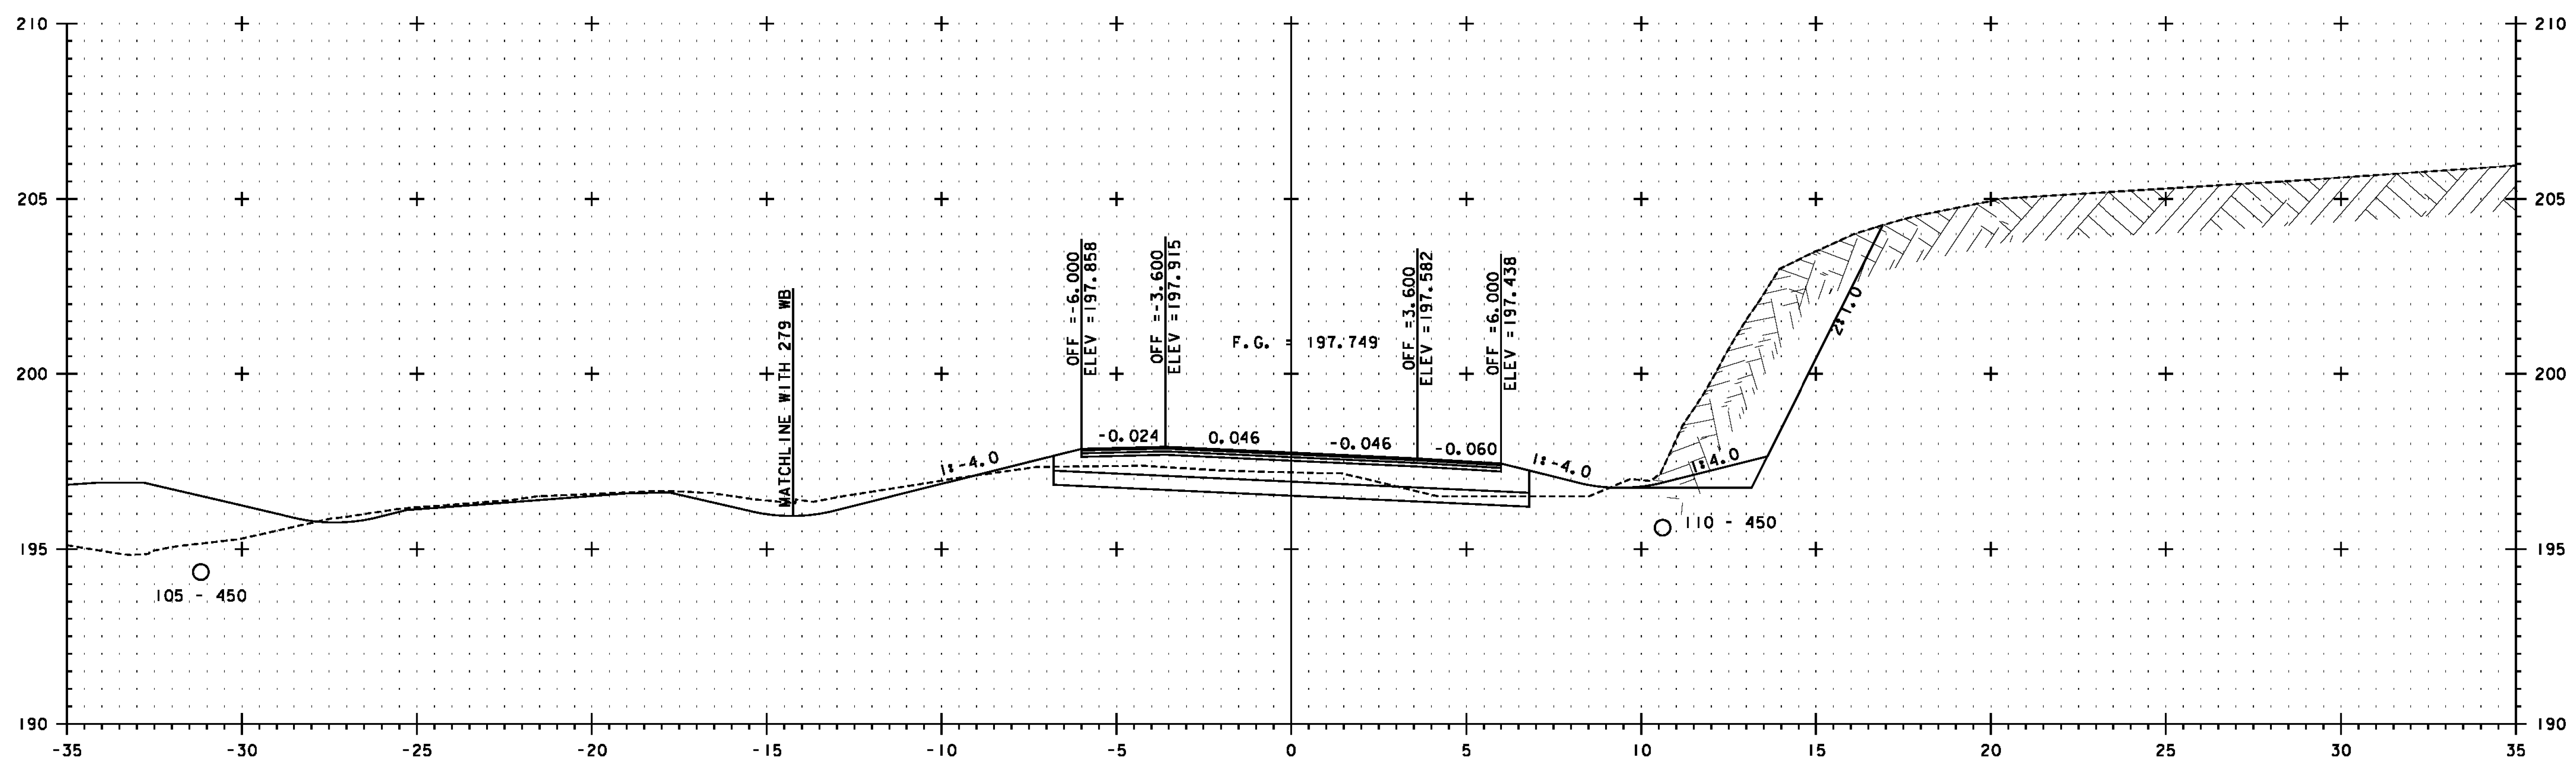 210
210
205
205
200
200
195
195
190
190
OFF =-6.000
ELEV =197.858
OFF =-3.600
ELEV =197.915
OFF =3.600
ELEV =197.582
OFF =6.000
ELEV =197.438
MATCHLINE WITH 279 WB
F.G. = 197.749
2:1.0
-0.024
0.046
-0.046
-0.060
1:-4.0
1:-4.0
1:4.0
110 - 450
105 - 450
-35 -30 -25 -20 -15 -10 -5 0 5 10 15 20 25 30 35